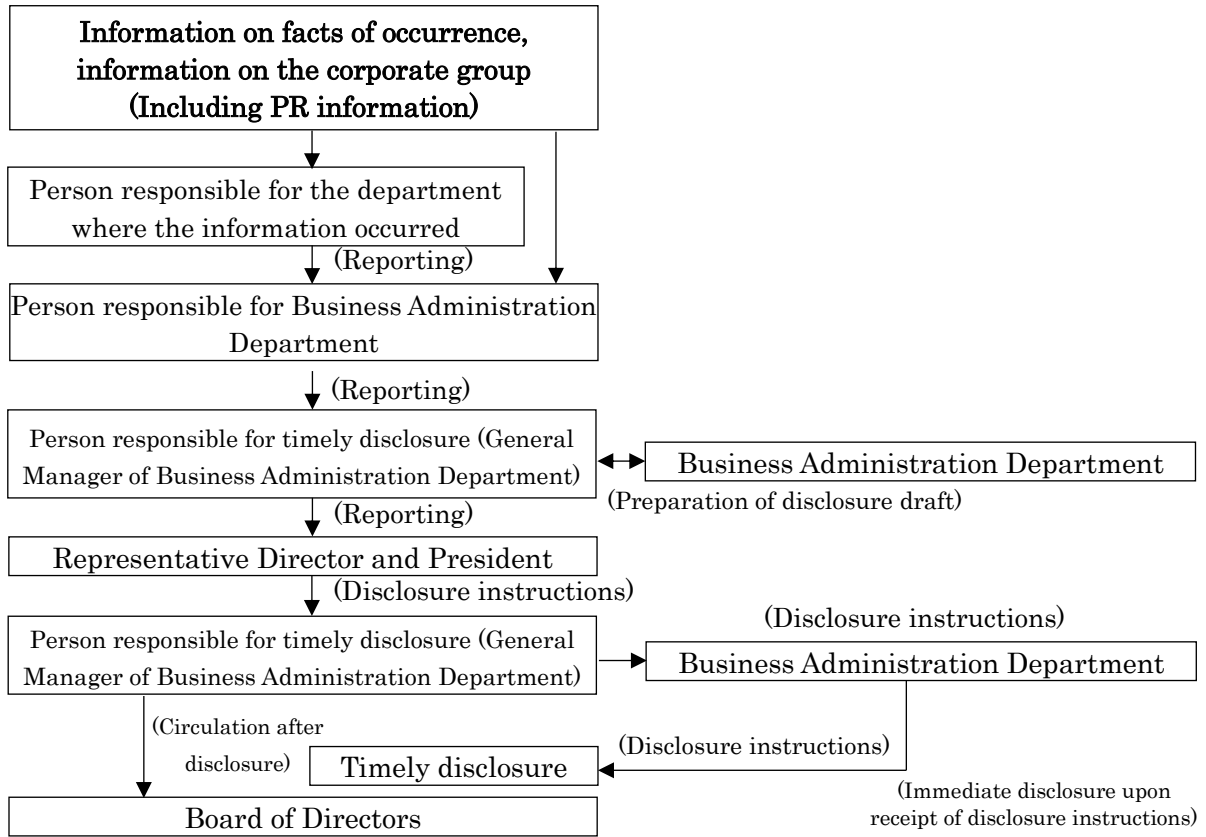 Information on facts of occurrence,
information on the corporate group
(Including PR information)
Person responsible for the department
where the information occurred
(Reporting)
Person responsible for Business Administration
Department
(Reporting)
Person responsible for timely disclosure (General
Manager of Business Administration Department)
Business Administration Department
(Preparation of disclosure draft)
(Reporting)
Representative Director and President
(Disclosure instructions)
Person responsible for timely disclosure (General
Manager of Business Administration Department)
(Disclosure instructions)
Business Administration Department
(Circulation after
disclosure)
(Disclosure instructions)
Timely disclosure
(Immediate disclosure upon
receipt of disclosure instructions)
Board of Directors